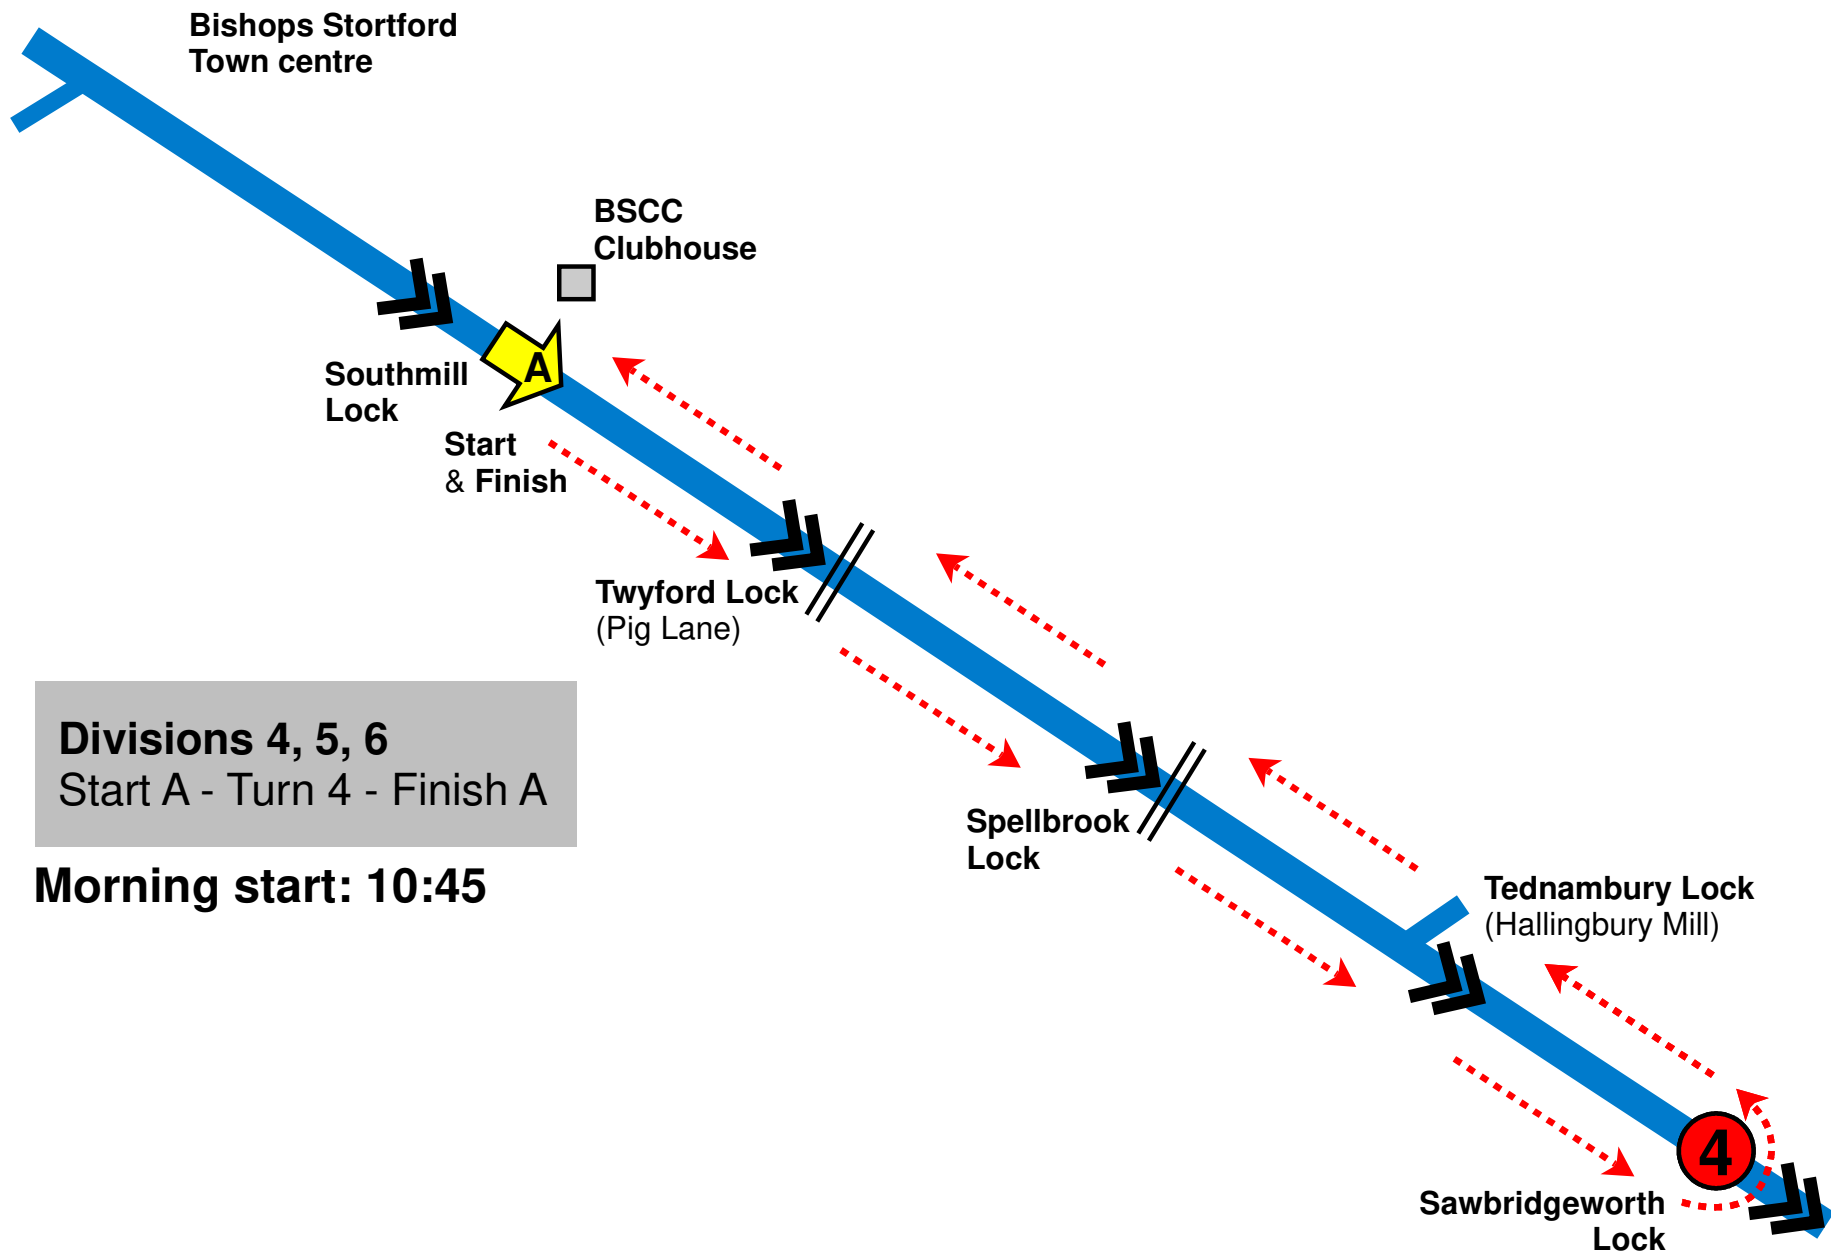 Bishops Stortford
Town centre
BSCC
Clubhouse
A
Southmill
Lock
Start
& Finish
Twyford Lock
(Pig Lane)
Divisions 4, 5, 6
Start A - Turn 4 - Finish A
Morning start: 10:45
Spellbrook
Lock
Tednambury Lock
(Hallingbury Mill)
4
Sawbridgeworth
Lock